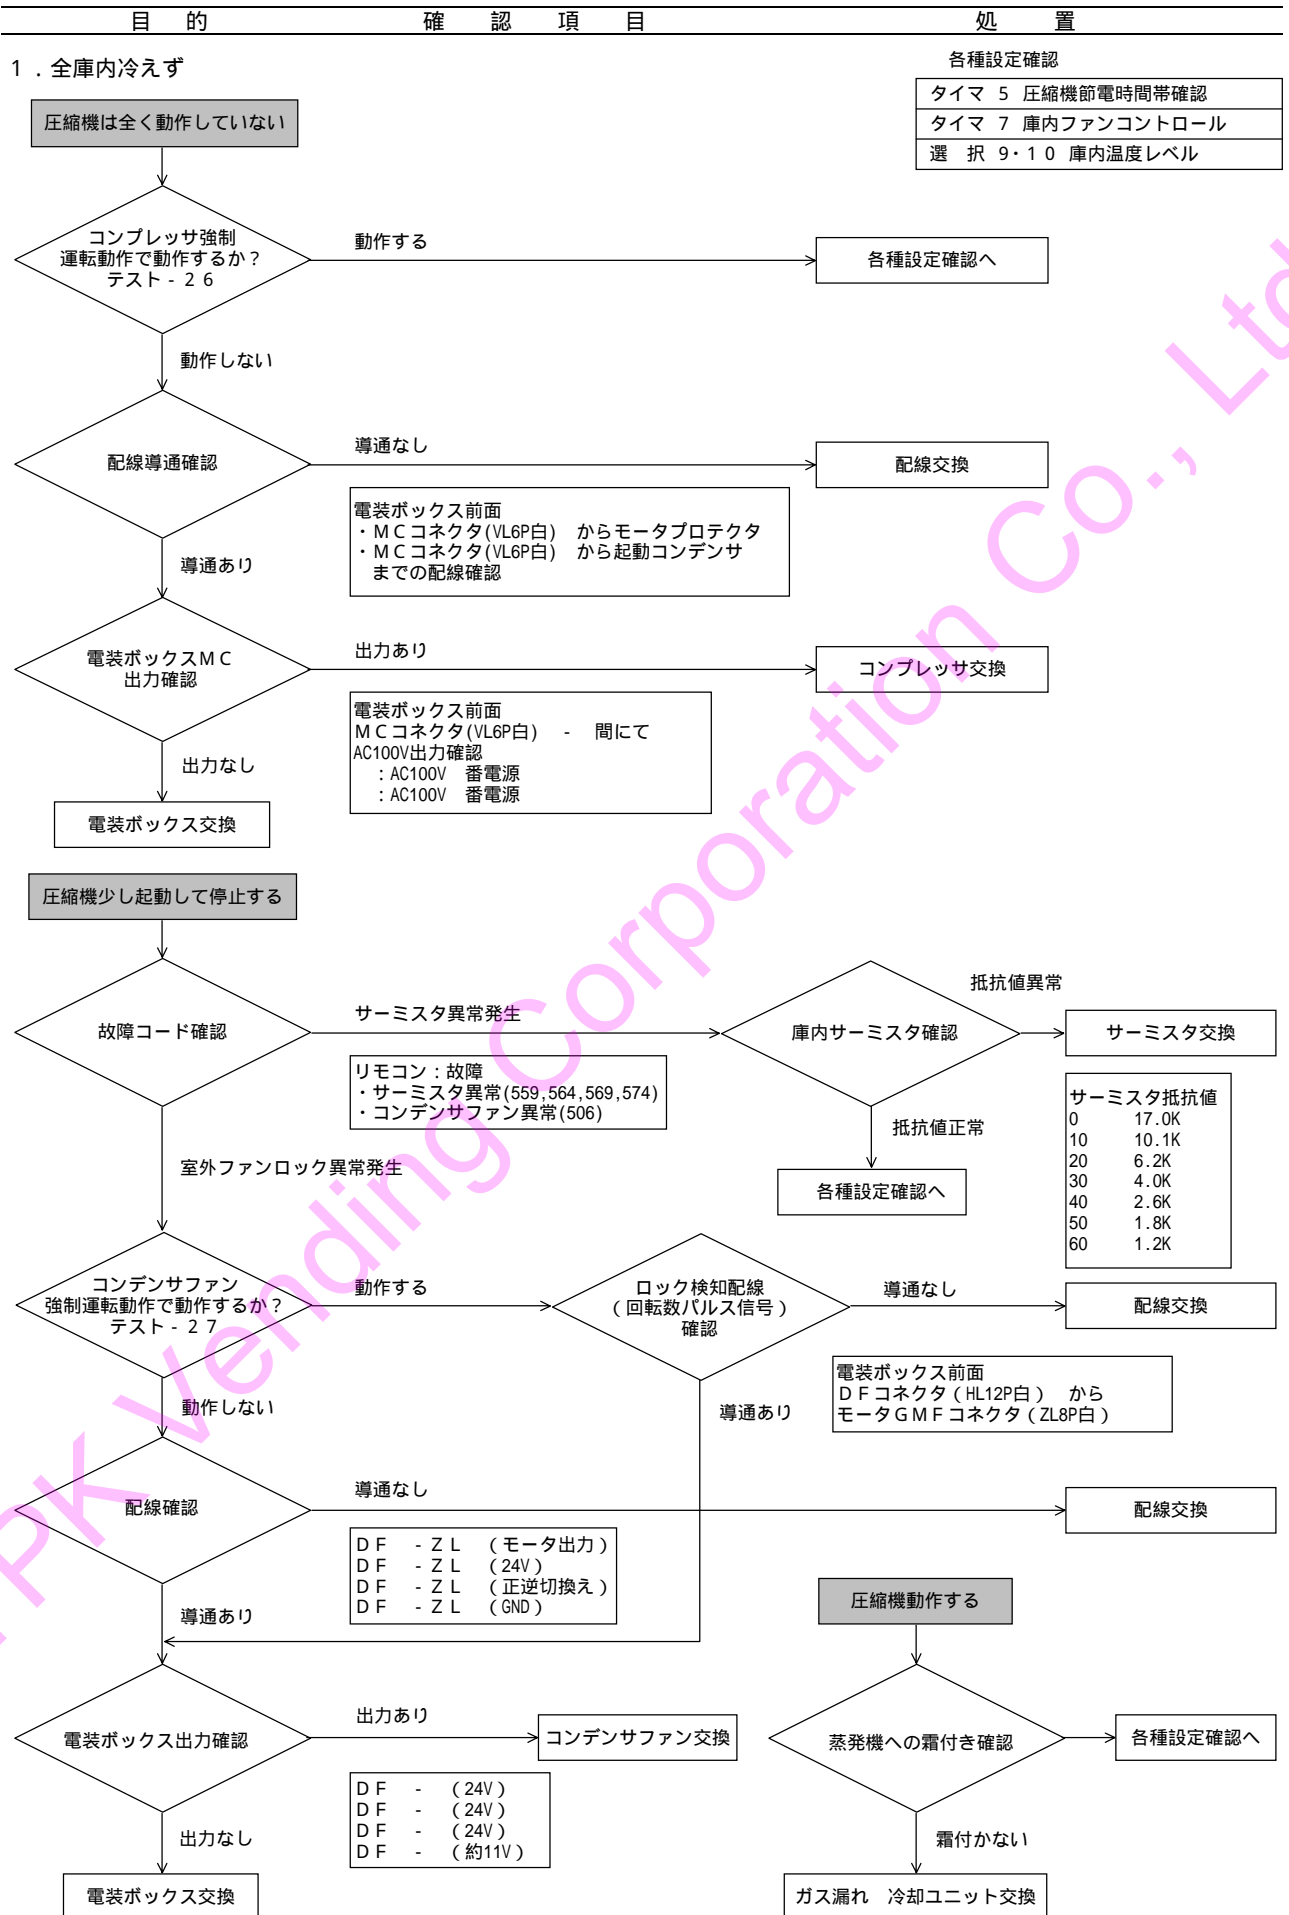 目的 確認項目 処置
1．全庫内冷えず
各種設定確認
タイマ 5 圧縮機節電時間帯確認
タイマ 7 庫内ファンコントロール
選 択 9・10 庫内温度レベル
圧縮機は全く動作していない
コンプレッサ強制
運転動作で動作するか？
テスト-26
動作する
各種設定確認へ
動作しない
配線導通確認
導通なし
配線交換
電装ボックス前面
・MCコネクタ(VL6P白) からモータプロテクタ
・MCコネクタ(VL6P白) から起動コンデンサ
までの配線確認
導通あり
電装ボックスMC
出力確認
出力あり
コンプレッサ交換
電装ボックス前面
MCコネクタ(VL6P白) - 間にて
AC100V出力確認
：AC100V 番電源
：AC100V 番電源
出力なし
電装ボックス交換
圧縮機少し起動して停止する
故障コード確認
サーミスタ異常発生
リモコン：故障
・サーミスタ異常(559,564,569,574)
・コンデンサファン異常(506)
庫内サーミスタ確認
抵抗値異常
サーミスタ交換
サーミスタ抵抗値
0 17.0K
10 10.1K
20 6.2K
30 4.0K
40 2.6K
50 1.8K
60 1.2K
抵抗値正常
各種設定確認へ
室外ファンロック異常発生
コンデンサファン
強制運転動作で動作するか？
テスト-27
動作する
ロック検知配線
（回転数パルス信号）
確認
導通なし
配線交換
電装ボックス前面
DFコネクタ（HL12P白） から
モータGMFコネクタ（ZL8P白）
導通あり
動作しない
配線確認
導通なし
配線交換
DF -ZL （モータ出力）
DF -ZL （24V）
DF -ZL （正逆切換え）
DF -ZL （GND）
導通あり
電装ボックス出力確認
出力あり
コンデンサファン交換
DF - （24V）
DF - （24V）
DF - （24V）
DF - （約11V）
出力なし
電装ボックス交換
圧縮機動作する
蒸発機への霜付き確認
各種設定確認へ
霜付かない
ガス漏れ 冷却ユニット交換
PK Vending Corporation Co., Ltd